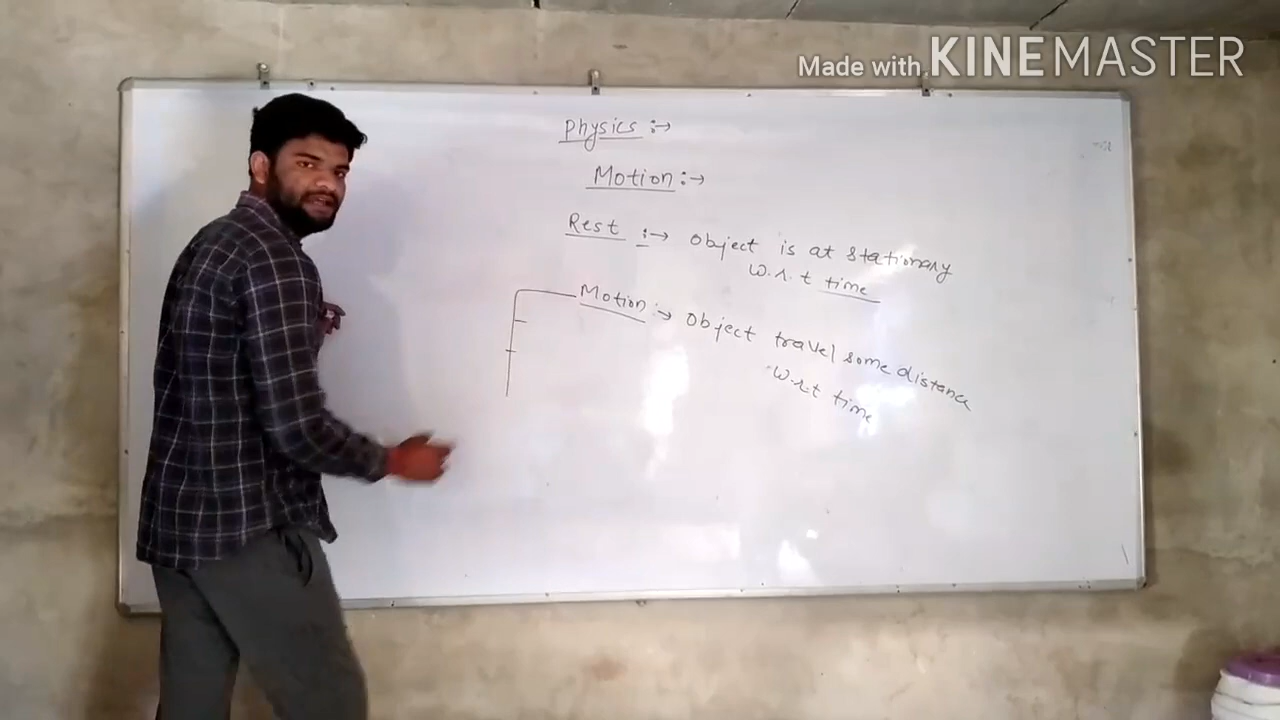 Made with KINEMASTER
Physics :→
Motion :→
Rest :→ Object is at stationary
w.r.t time
Motion :→ Object travel some distance
w.r.t time